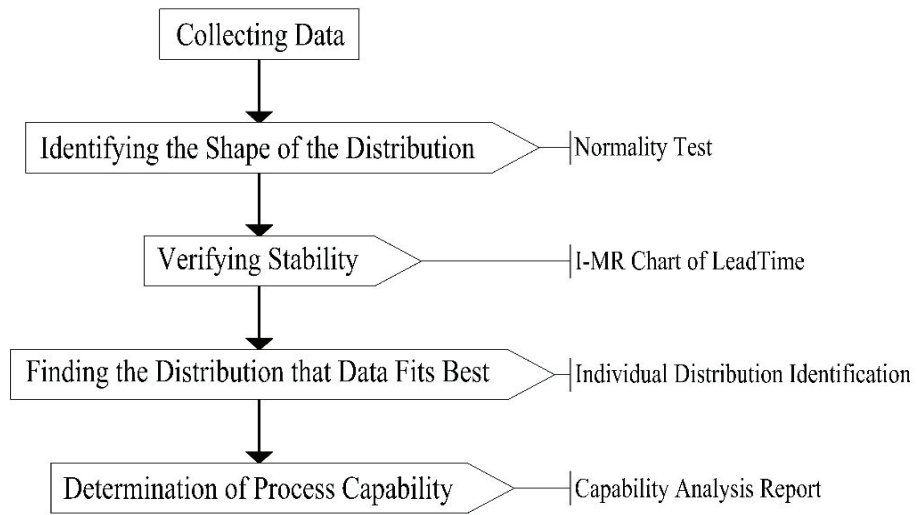 Collecting Data
Identifying the Shape of the Distribution
Normality Test
Verifying Stability
I-MR Chart of LeadTime
Finding the Distribution that Data Fits Best
Individual Distribution Identification
Determination of Process Capability
Capability Analysis Report